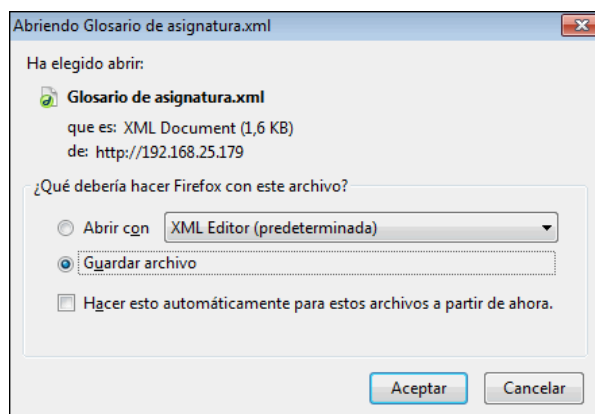 Abriendo Glosario de asignatura.xml
Ha elegido abrir:
Glosario de asignatura.xml
que es: XML Document (1,6 KB)
de: http://192.168.25.179
¿Qué debería hacer Firefox con este archivo?
Abrir con XML Editor (predeterminada)
Guardar archivo
Hacer esto automáticamente para estos archivos a partir de ahora.
Aceptar Cancelar